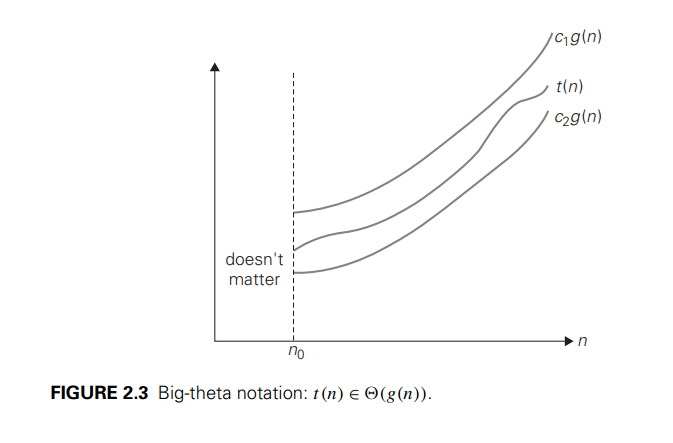 c₁g(n)
t(n)
c₂g(n)
doesn't
matter
n
n₀
FIGURE 2.3 Big-theta notation: t(n) ∈ Θ(g(n)).